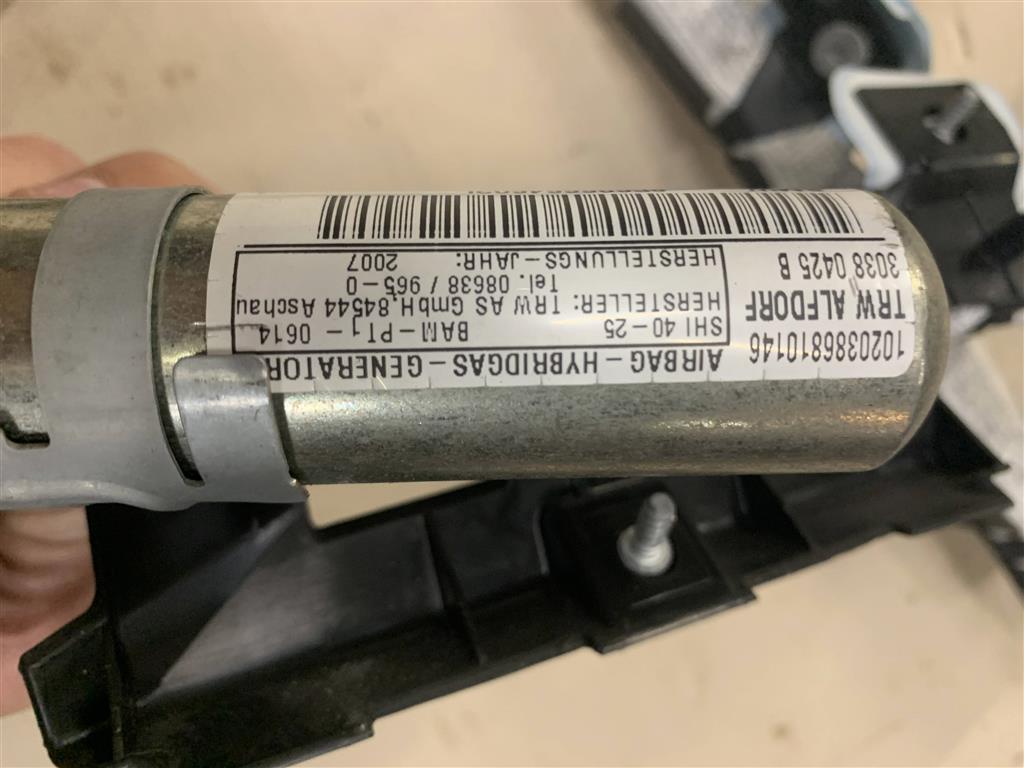 AIRBAG-HYBRIDGAS-GENERATOR
SHI 40-25 BAM-PT1- 0614
HERSTELLER: TRW AS GmbH,84544 Aschau
Tel. 08638 / 965-0
HERSTELLUNGS-JAHR: 2007
1020336810146
TRW ALFDORF
3038 0425 B